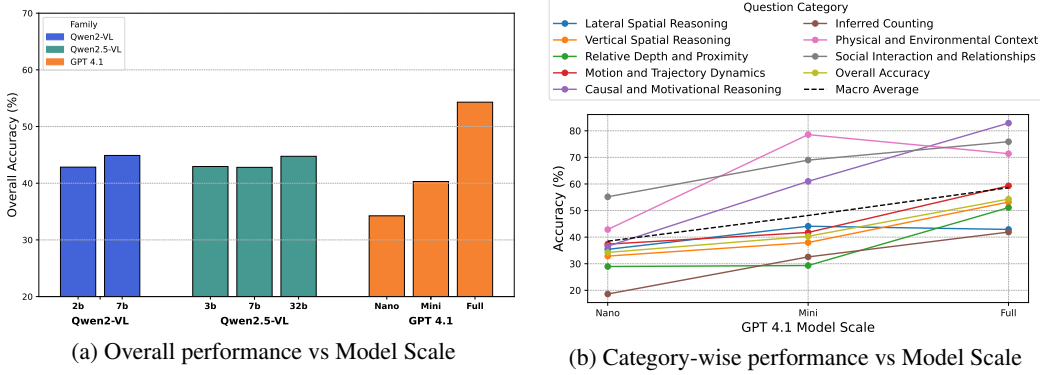 70
60
50
40
30
20
Overall Accuracy (%)
Family
Qwen2-VL
Qwen2.5-VL
GPT 4.1
2b 7b 3b 7b 32b Nano Mini Full
Qwen2-VL Qwen2.5-VL GPT 4.1
(a) Overall performance vs Model Scale
Question Category
Lateral Spatial Reasoning
Vertical Spatial Reasoning
Relative Depth and Proximity
Motion and Trajectory Dynamics
Causal and Motivational Reasoning
Inferred Counting
Physical and Environmental Context
Social Interaction and Relationships
Overall Accuracy
Macro Average
80
70
60
50
40
30
20
Accuracy (%)
Nano Mini Full
GPT 4.1 Model Scale
(b) Category-wise performance vs Model Scale